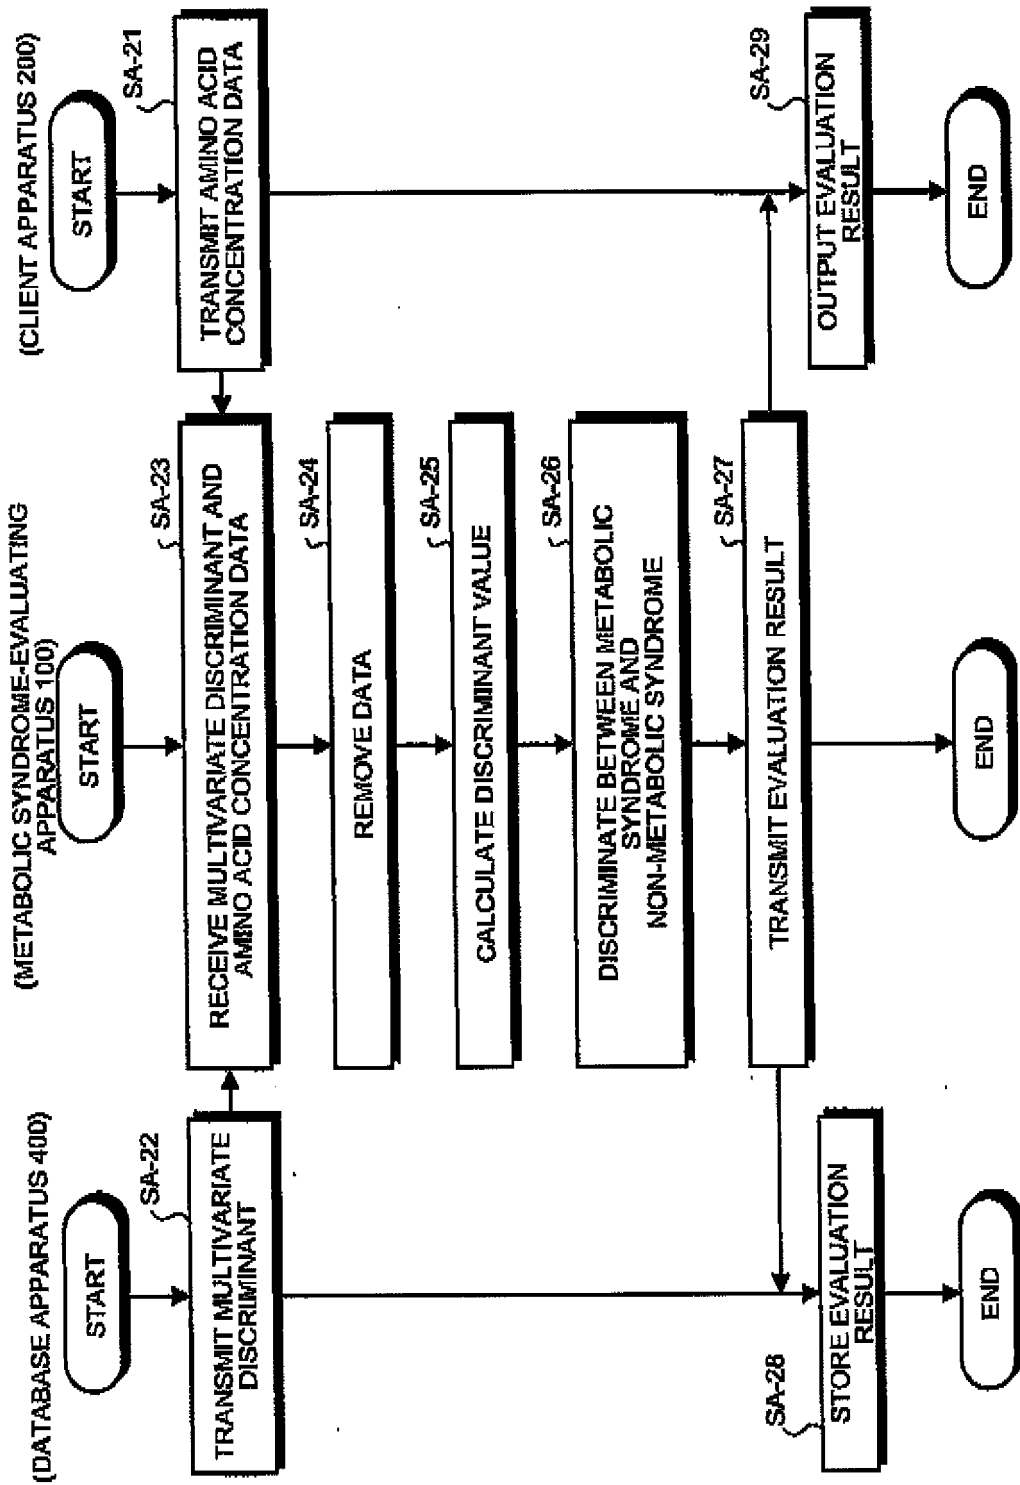 (DATABASE APPARATUS 400)
START
SA-22
TRANSMIT MULTIVARIATE
DISCRIMINANT
SA-28
STORE EVALUATION
RESULT
END
(METABOLIC SYNDROME-EVALUATING
APPARATUS 100)
START
SA-23
RECEIVE MULTIVARIATE DISCRIMINANT AND
AMINO ACID CONCENTRATION DATA
SA-24
REMOVE DATA
SA-25
CALCULATE DISCRIMINANT VALUE
SA-26
DISCRIMINATE BETWEEN METABOLIC
SYNDROME AND
NON-METABOLIC SYNDROME
SA-27
TRANSMIT EVALUATION RESULT
END
(CLIENT APPARATUS 200)
START
SA-21
TRANSMIT AMINO ACID
CONCENTRATION DATA
SA-29
OUTPUT EVALUATION
RESULT
END